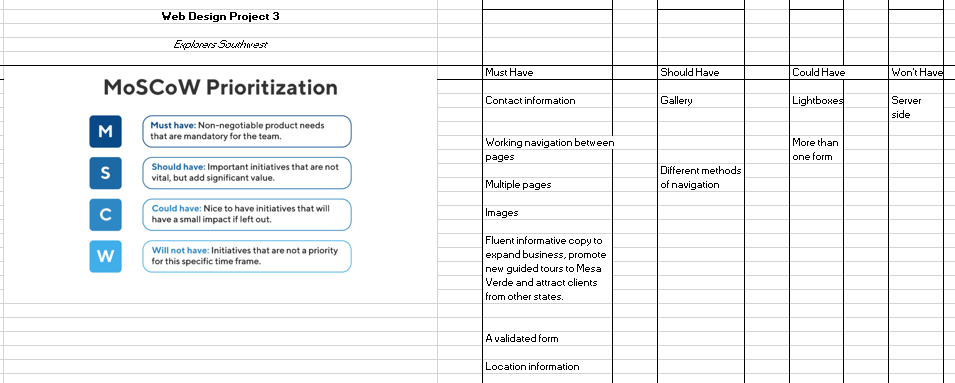 Web Design Project 3
Explorers Southwest
MoSCoW Prioritization
M
Must have: Non-negotiable product needs
that are mandatory for the team.
S
Should have: Important initiatives that are not
vital, but add significant value.
C
Could have: Nice to have initiatives that will
have a small impact if left out.
W
Will not have: Initiatives that are not a priority
for this specific time frame.
Must Have
Contact information
Working navigation between
pages
Multiple pages
Images
Fluent informative copy to
expand business, promote
new guided tours to Mesa
Verde and attract clients
from other states.
A validated form
Location information
Should Have
Gallery
Different methods
of navigation
Could Have
Lightboxes
More than
one form
Won't Have
Server
side